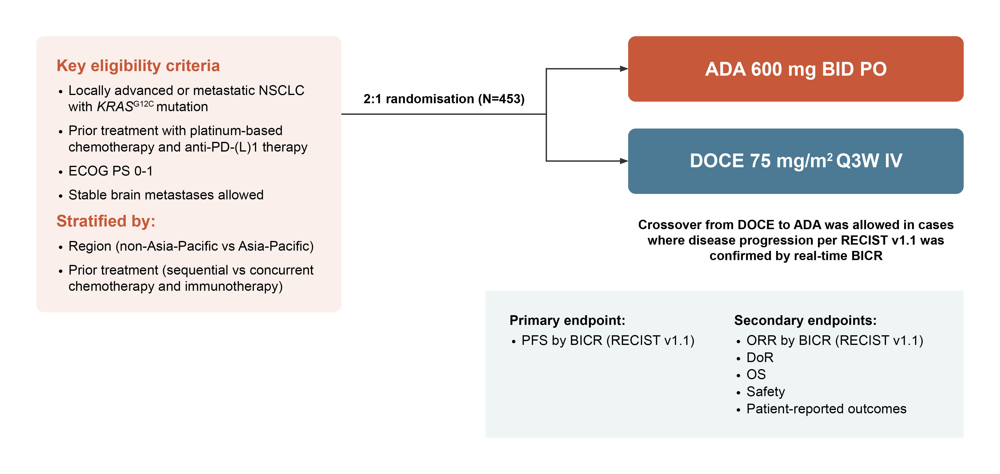 Key eligibility criteria
• Locally advanced or metastatic NSCLC
with KRASG12C mutation
• Prior treatment with platinum-based
chemotherapy and anti-PD-(L)1 therapy
• ECOG PS 0-1
• Stable brain metastases allowed
Stratified by:
• Region (non-Asia-Pacific vs Asia-Pacific)
• Prior treatment (sequential vs concurrent
chemotherapy and immunotherapy)
2:1 randomisation (N=453)
ADA 600 mg BID PO
DOCE 75 mg/m² Q3W IV
Crossover from DOCE to ADA was allowed in cases
where disease progression per RECIST v1.1 was
confirmed by real-time BICR
Primary endpoint:
• PFS by BICR (RECIST v1.1)
Secondary endpoints:
• ORR by BICR (RECIST v1.1)
• DoR
• OS
• Safety
• Patient-reported outcomes